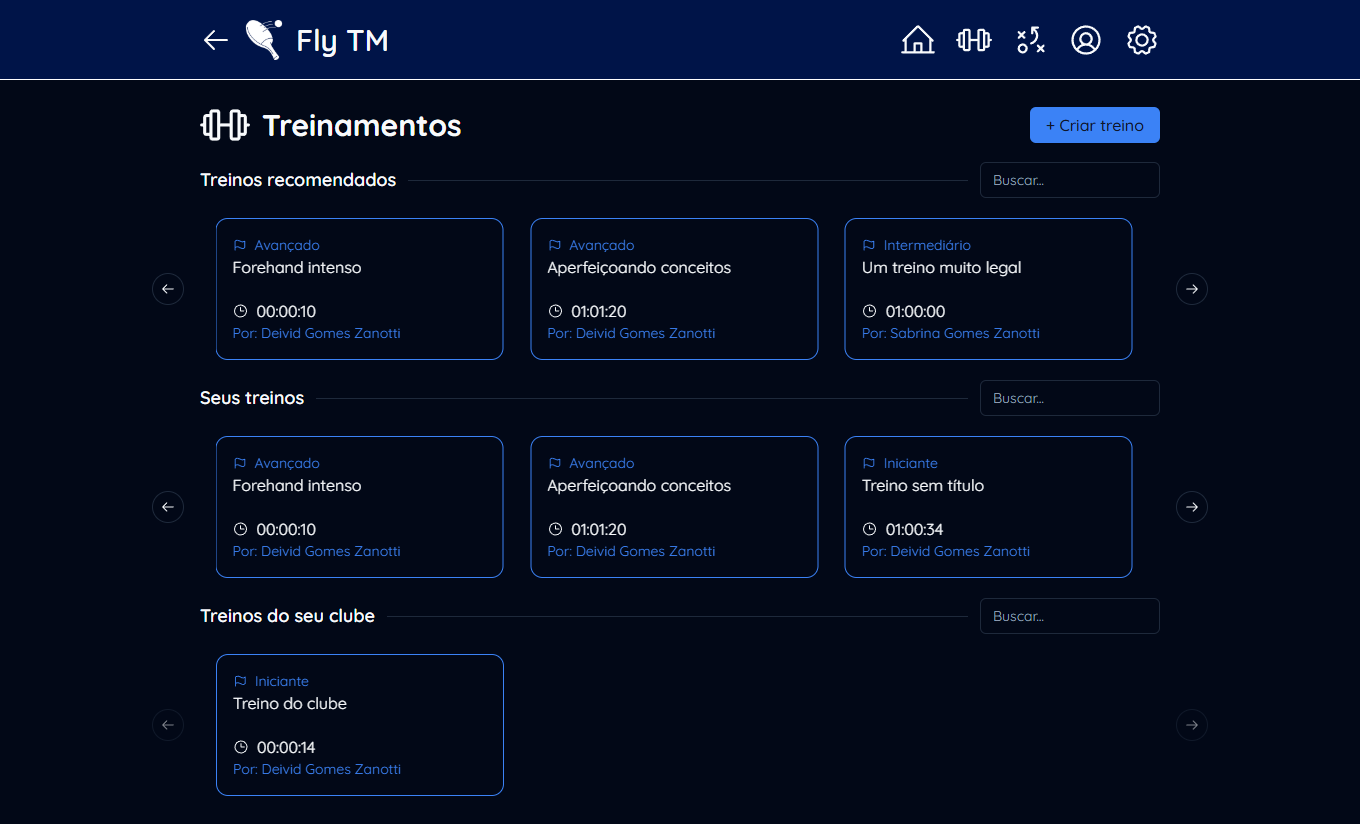 Fly TM
Treinamentos
+ Criar treino
Treinos recomendados
Buscar...
Avançado
Forehand intenso
00:00:10
Por: Deivid Gomes Zanotti
Avançado
Aperfeiçoando conceitos
01:01:20
Por: Deivid Gomes Zanotti
Intermediário
Um treino muito legal
01:00:00
Por: Sabrina Gomes Zanotti
Seus treinos
Buscar...
Avançado
Forehand intenso
00:00:10
Por: Deivid Gomes Zanotti
Avançado
Aperfeiçoando conceitos
01:01:20
Por: Deivid Gomes Zanotti
Iniciante
Treino sem título
01:00:34
Por: Deivid Gomes Zanotti
Treinos do seu clube
Buscar...
Iniciante
Treino do clube
00:00:14
Por: Deivid Gomes Zanotti